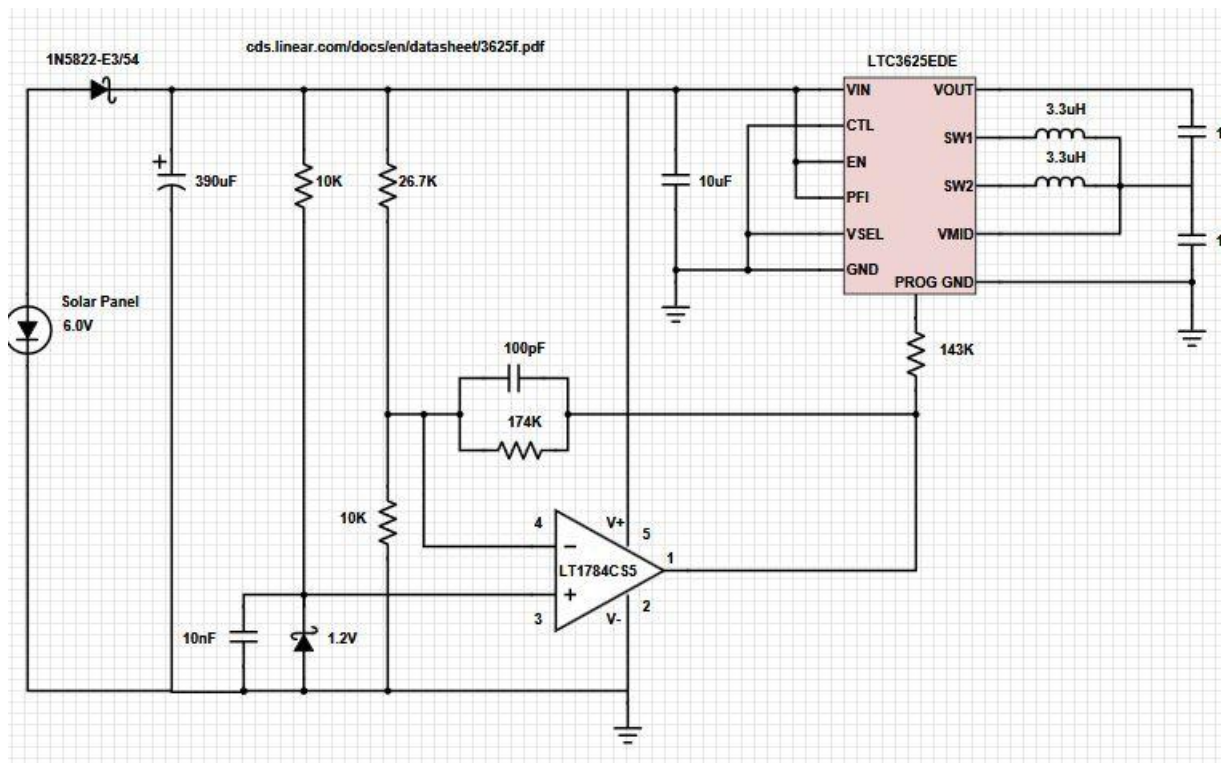 cds.linear.com/docs/en/datasheet/3625f.pdf
1N5822-E3/54
LTC3625EDE
VIN
VOUT
CTL
SW1
3.3uH
EN
3.3uH
SW2
PFI
VSEL
VMID
GND
PROG GND
+
390uF
10K
26.7K
10uF
1
1
Solar Panel
6.0V
143K
100pF
174K
10K
4
V+
5
1
−
LT1784CS5
+
3
V-
2
10nF
1.2V